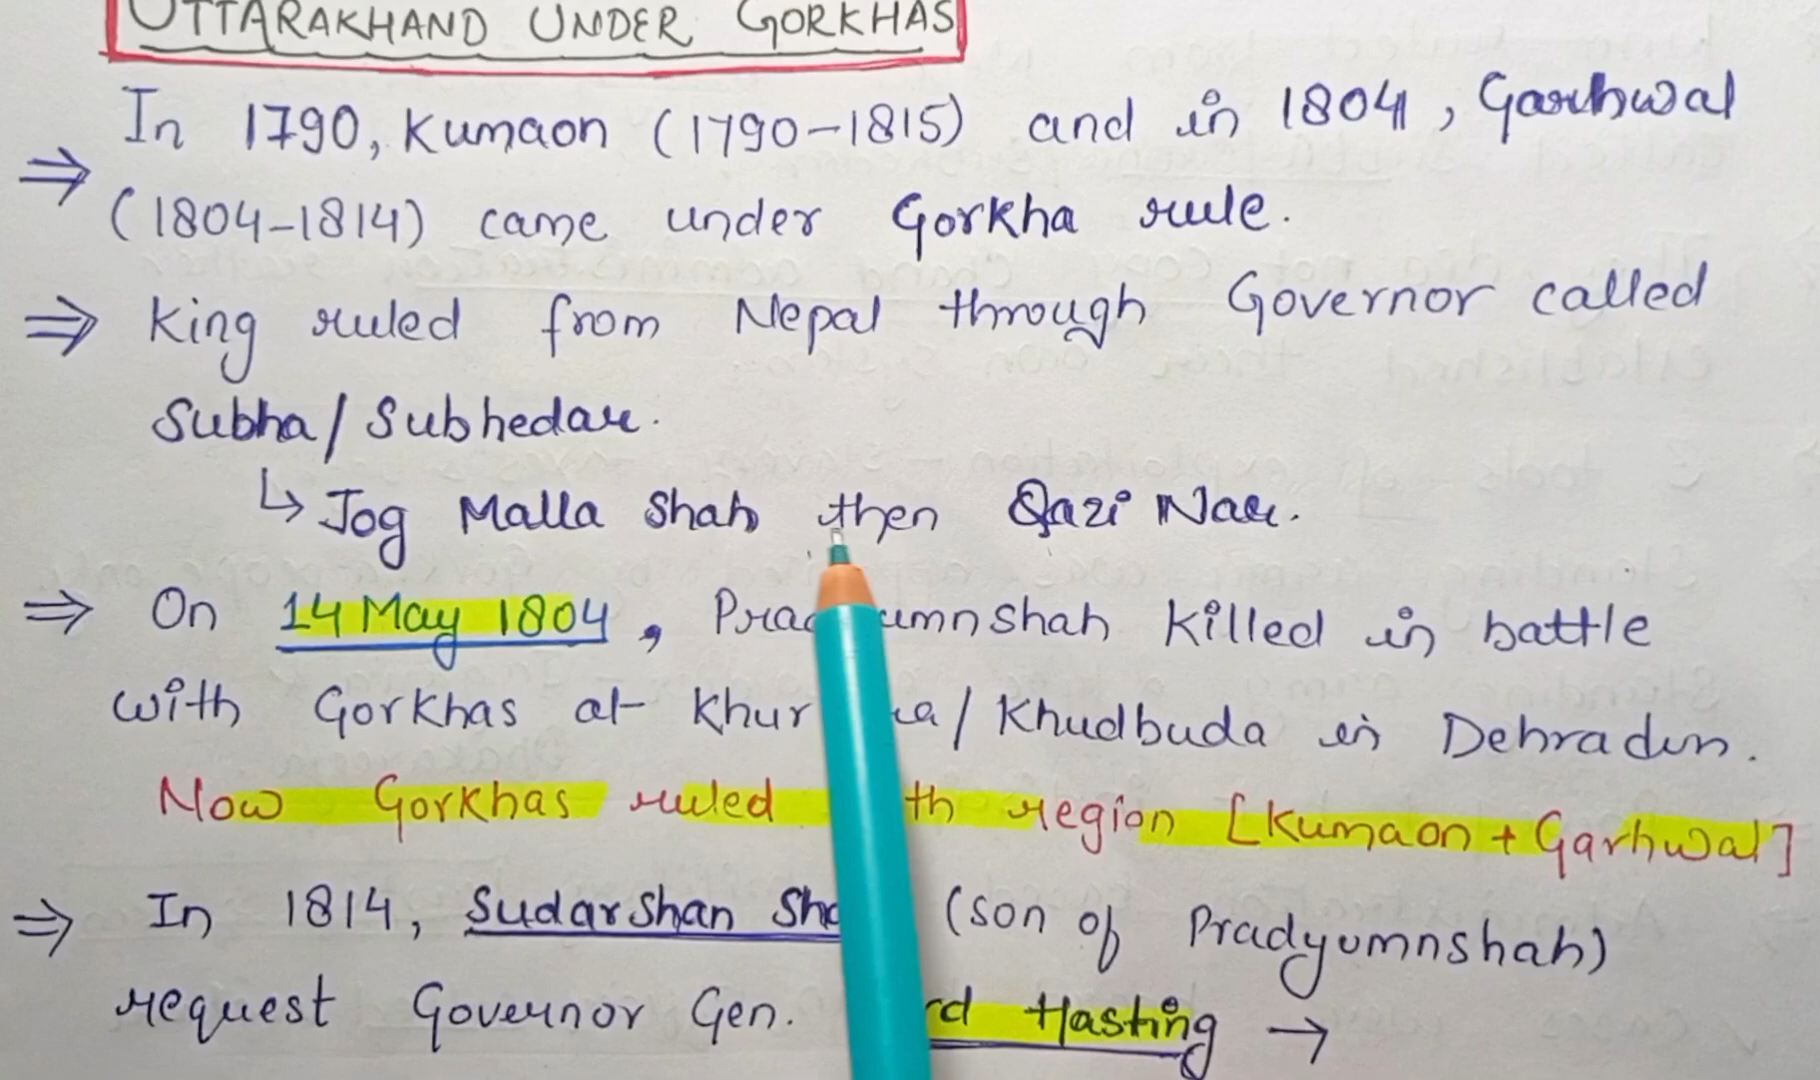 UTTARAKHAND UNDER GORKHAS
In 1790, Kumaon (1790-1815) and in 1804, Garhwal
⇒ (1804-1814) came under Gorkha rule.
⇒ King ruled from Nepal through Governor called
Subha/Subhedar.
↳ Jog Malla Shah then Qazi Nar.
⇒ On 14 May 1804, shah killed in battle
with Gorkhas at / Khudbuda in Dehradun.
Now Gorkhas ruled region [Kumaon + Garhwal]
⇒ In 1814, Sudarshan (son of Pradyumnshah)
request Governor Gen. Hasting →